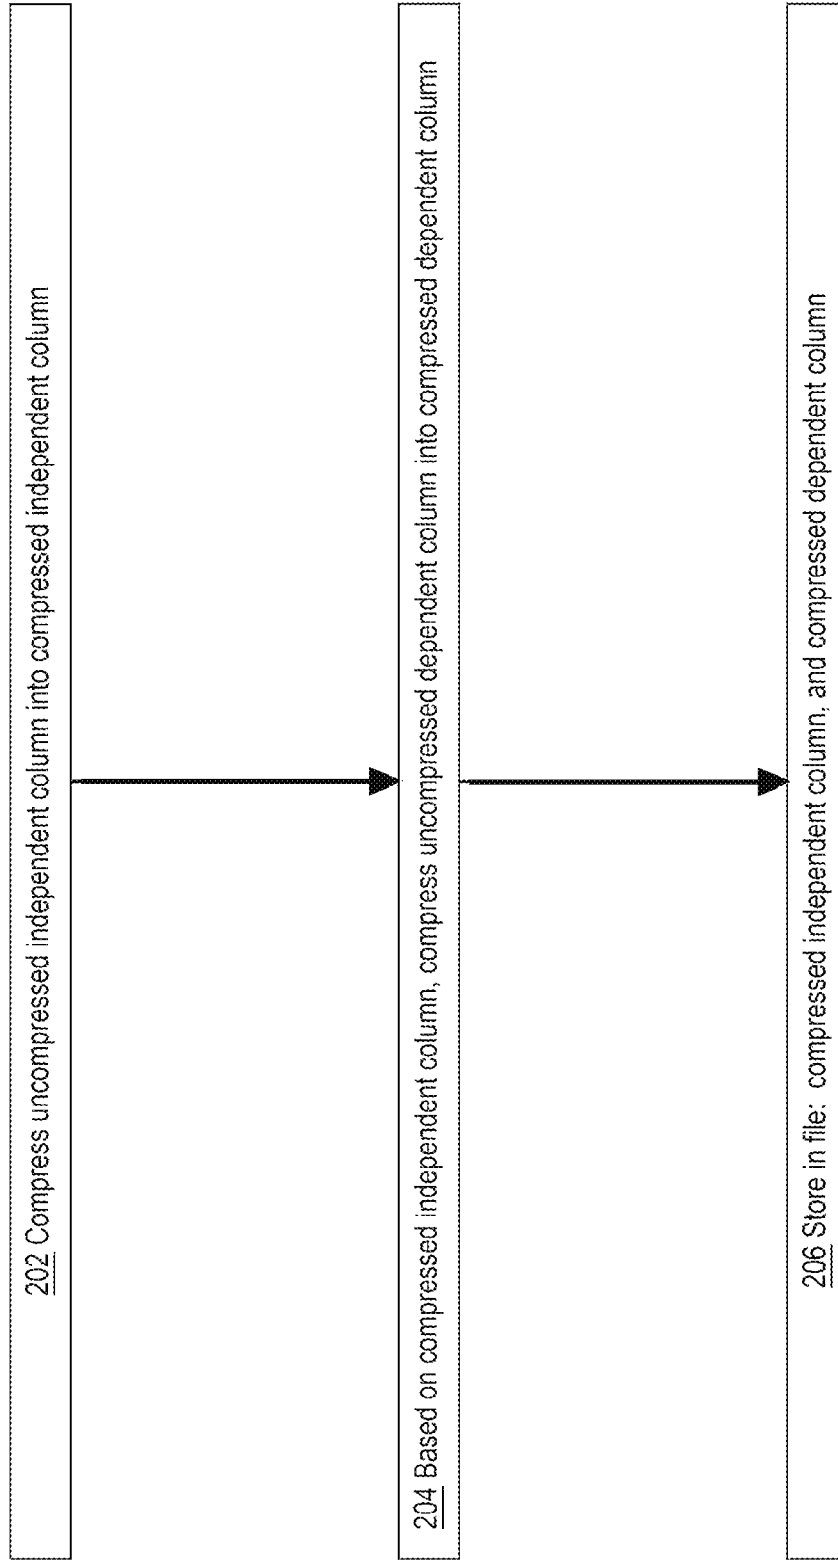 202 Compress uncompressed independent column into compressed independent column
204 Based on compressed independent column, compress uncompressed dependent column into compressed dependent column
206 Store in file: compressed independent column, and compressed dependent column